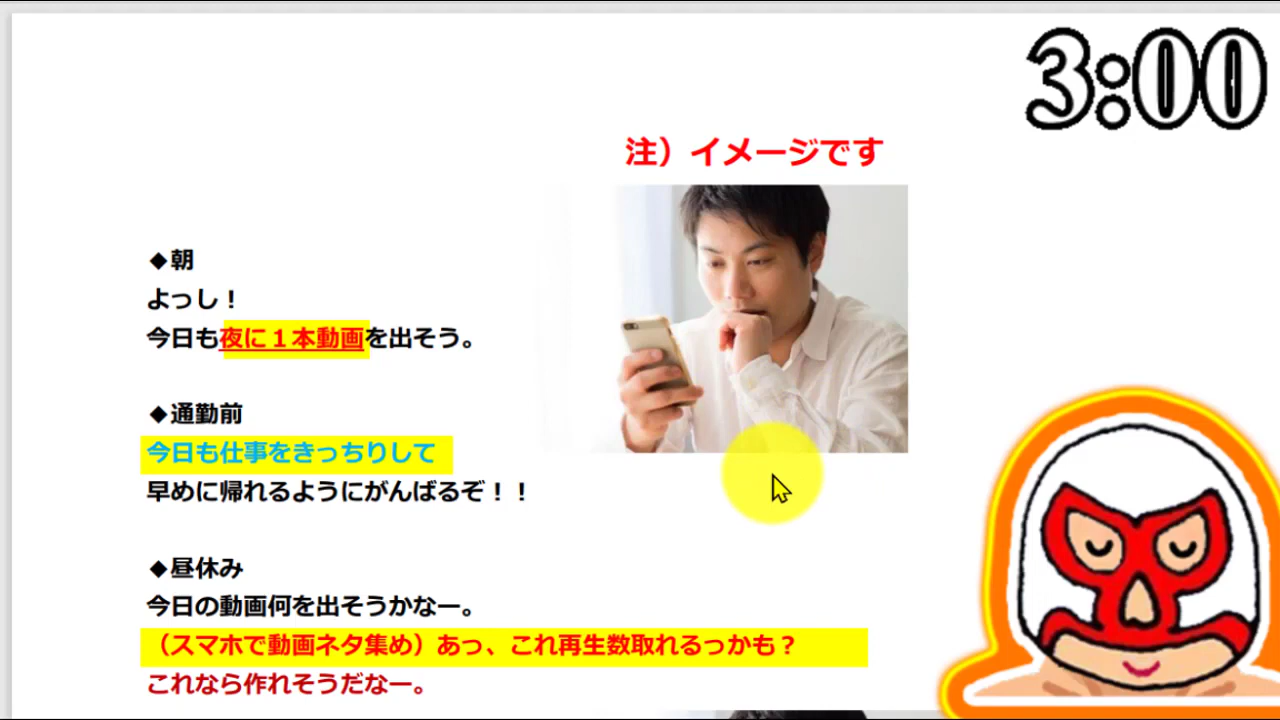 3:00
注）イメージです
◆朝
よっし！
今日も夜に１本動画を出そう。
◆通勤前
今日も仕事をきっちりして
早めに帰れるようにがんばるぞ！！
◆昼休み
今日の動画何を出そうかなー。
（スマホで動画ネタ集め）あっ、これ再生数取れるっかも？
これなら作れそうだなー。